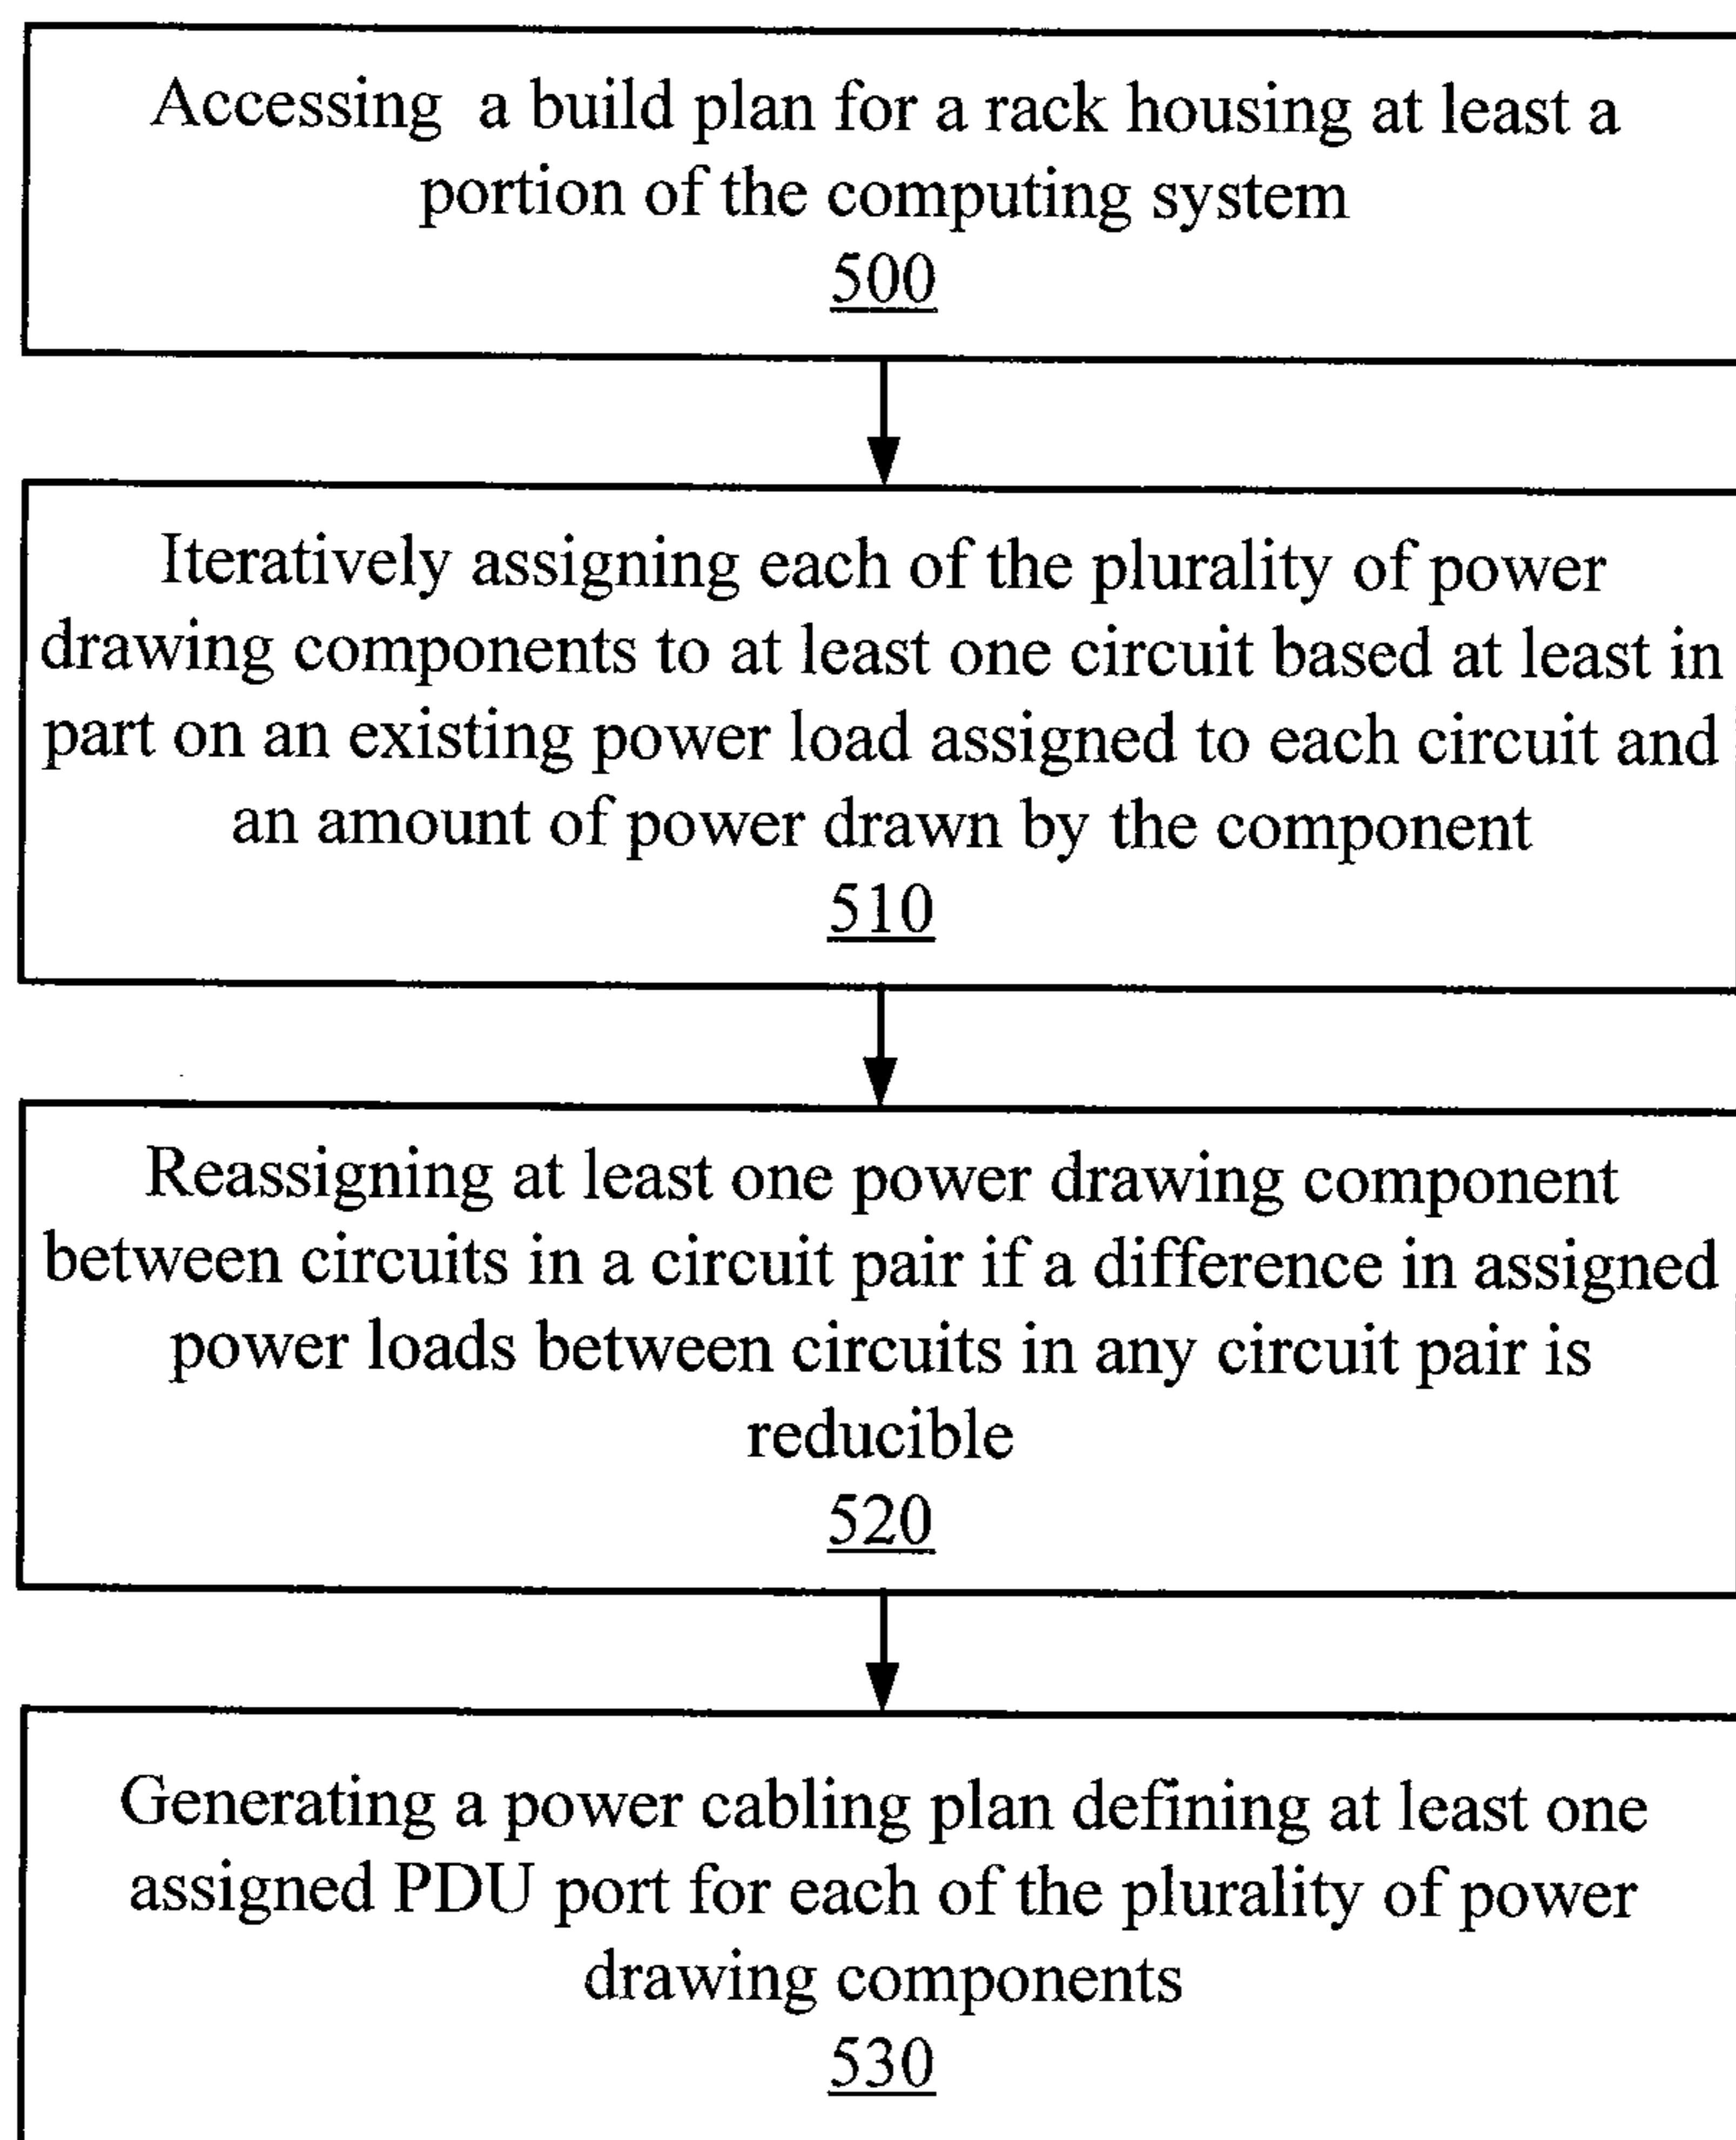 Accessing a build plan for a rack housing at least a
portion of the computing system
500
Iteratively assigning each of the plurality of power
drawing components to at least one circuit based at least in
part on an existing power load assigned to each circuit and
an amount of power drawn by the component
510
Reassigning at least one power drawing component
between circuits in a circuit pair if a difference in assigned
power loads between circuits in any circuit pair is
reducible
520
Generating a power cabling plan defining at least one
assigned PDU port for each of the plurality of power
drawing components
530